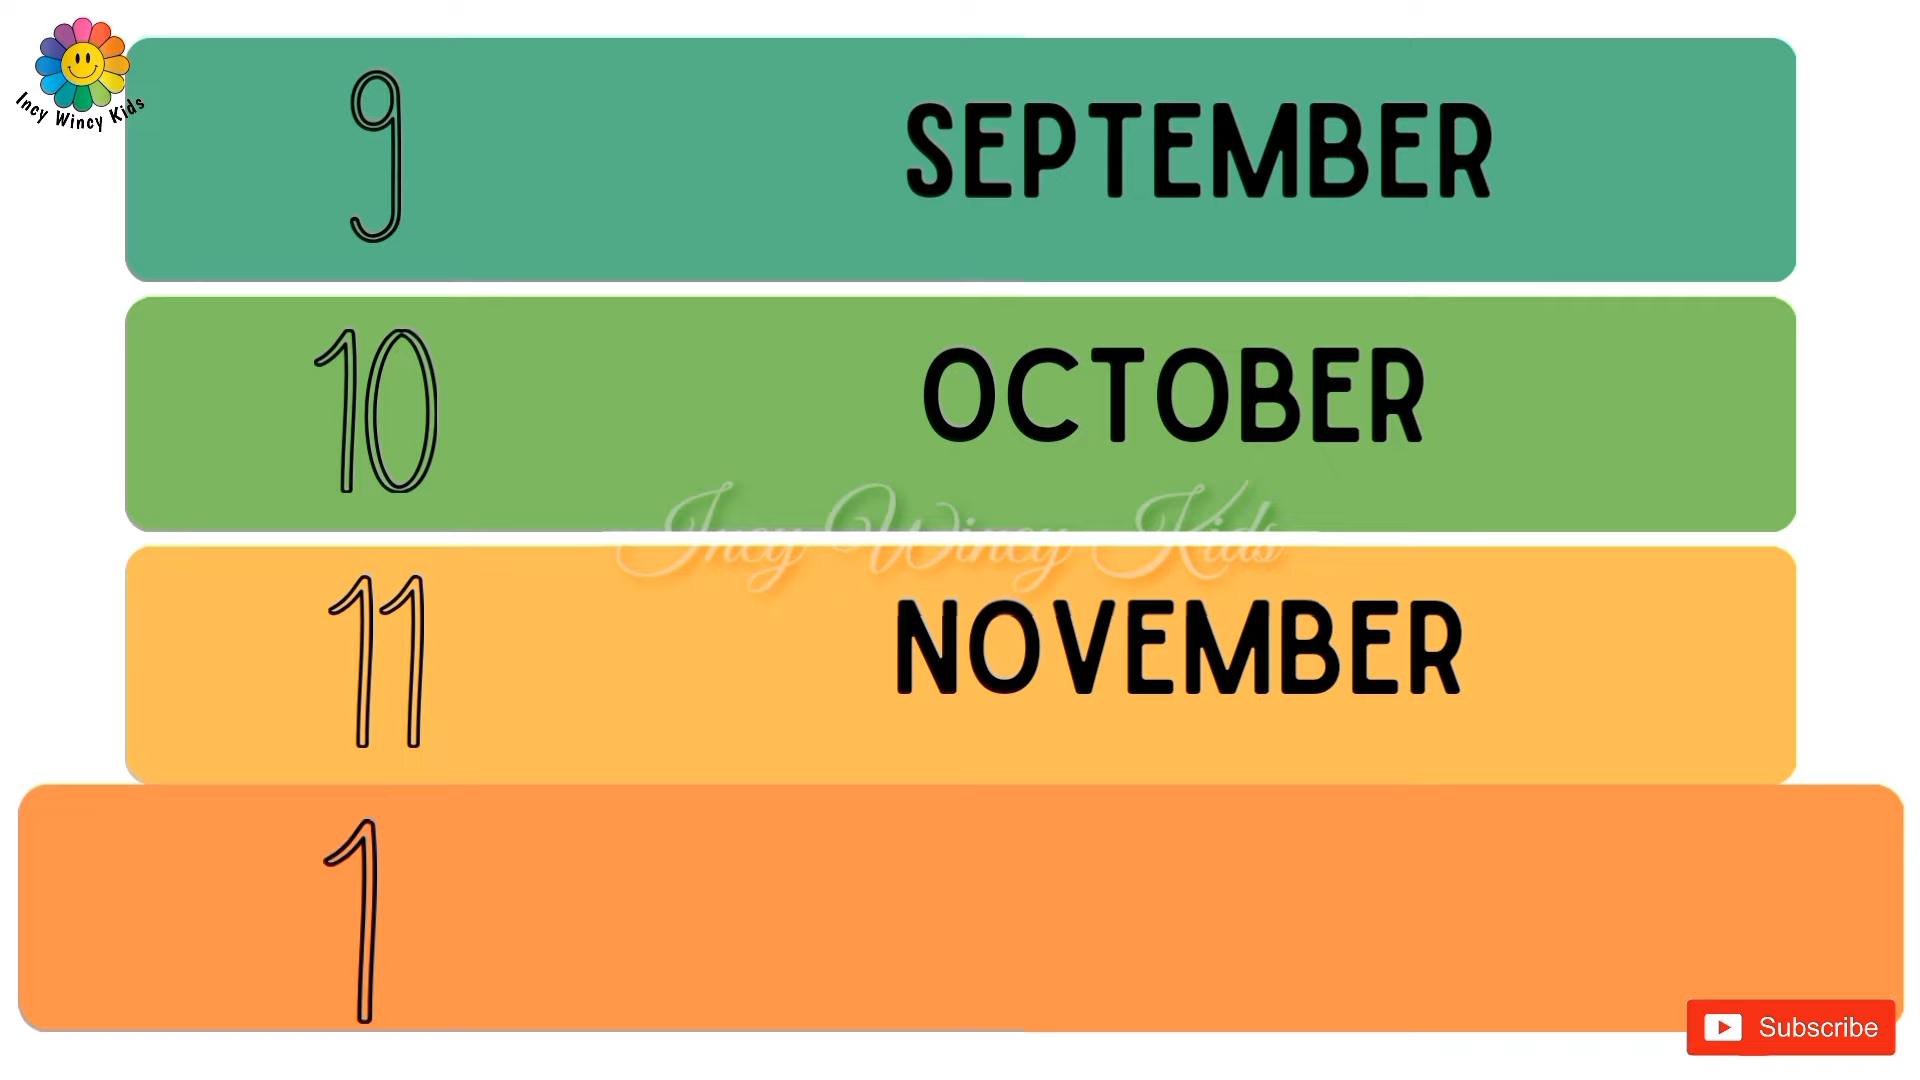 Incy Wincy Kids
9 SEPTEMBER
10 OCTOBER
Incy Wincy Kids
11 NOVEMBER
1
Subscribe